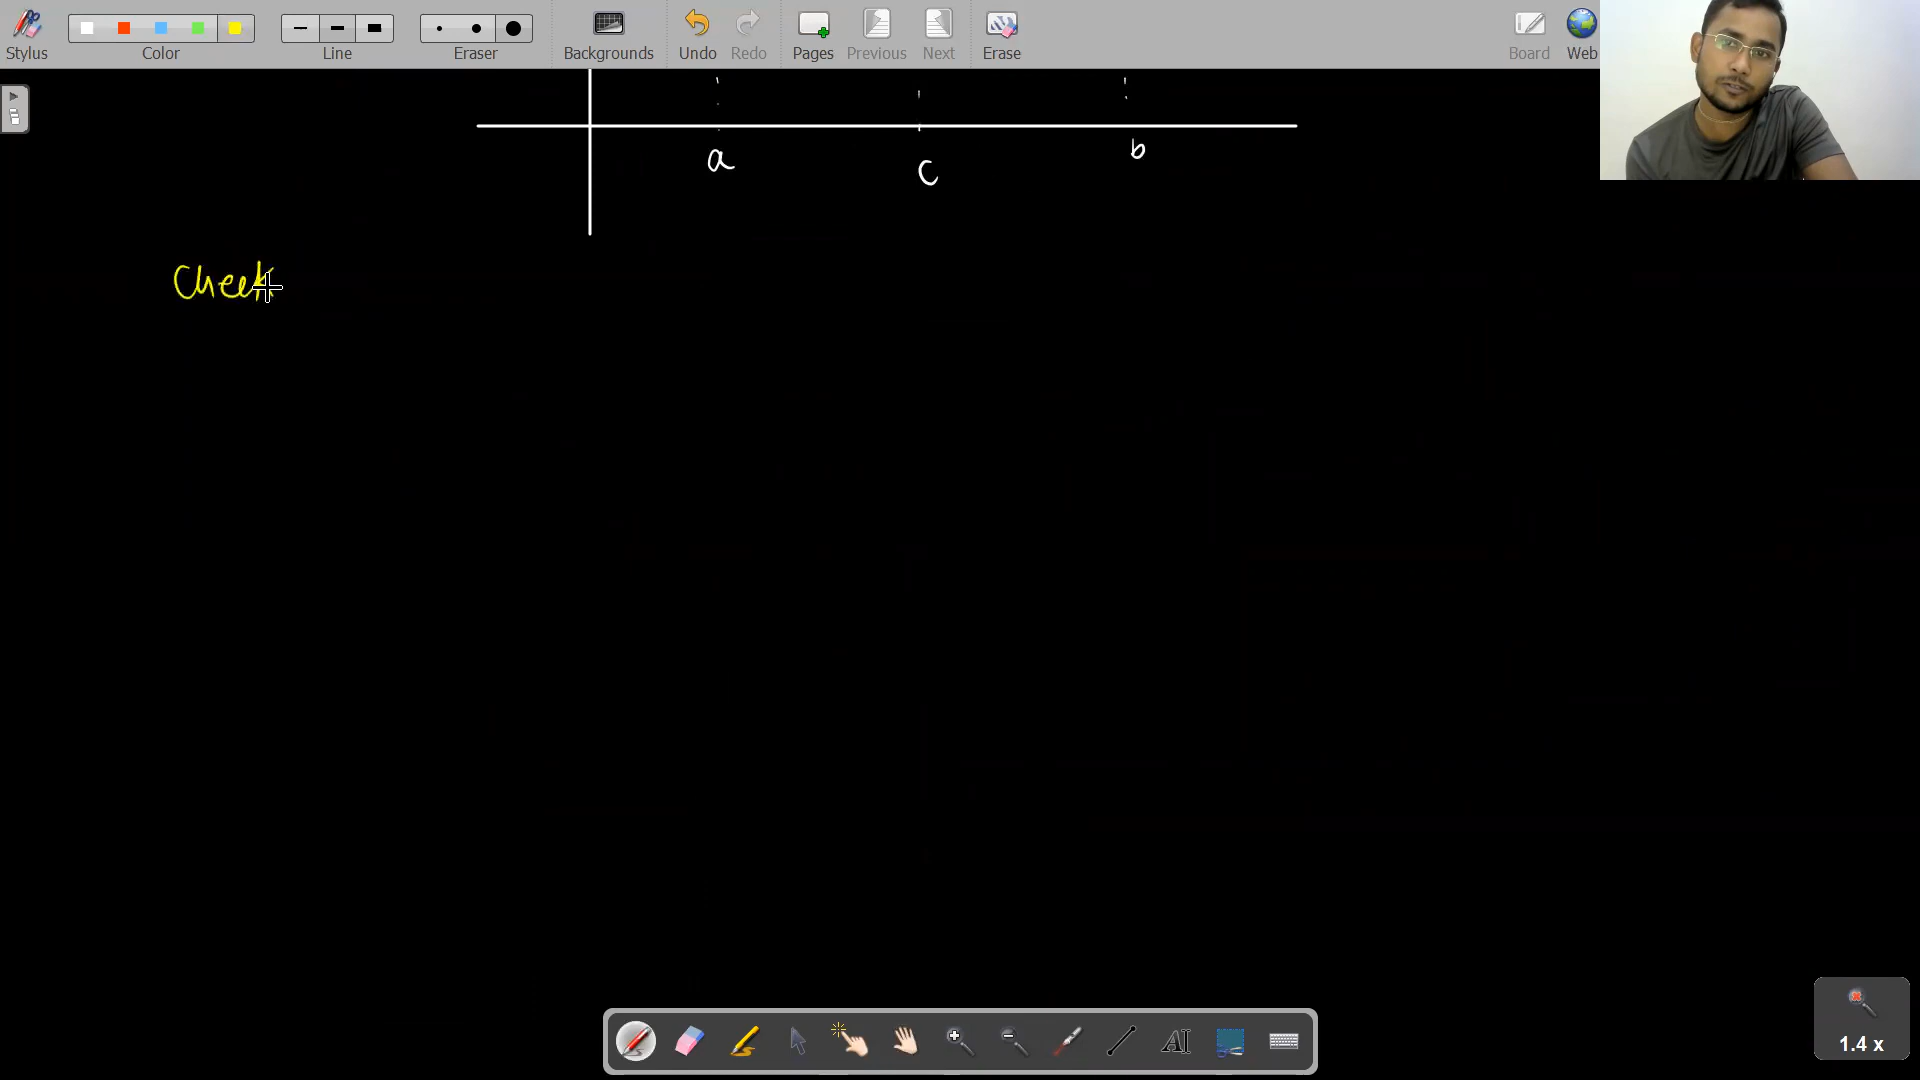 Stylus Color Line Eraser Backgrounds Undo Redo Pages Previous Next Erase Board Web
a c b
Check
1.4 x